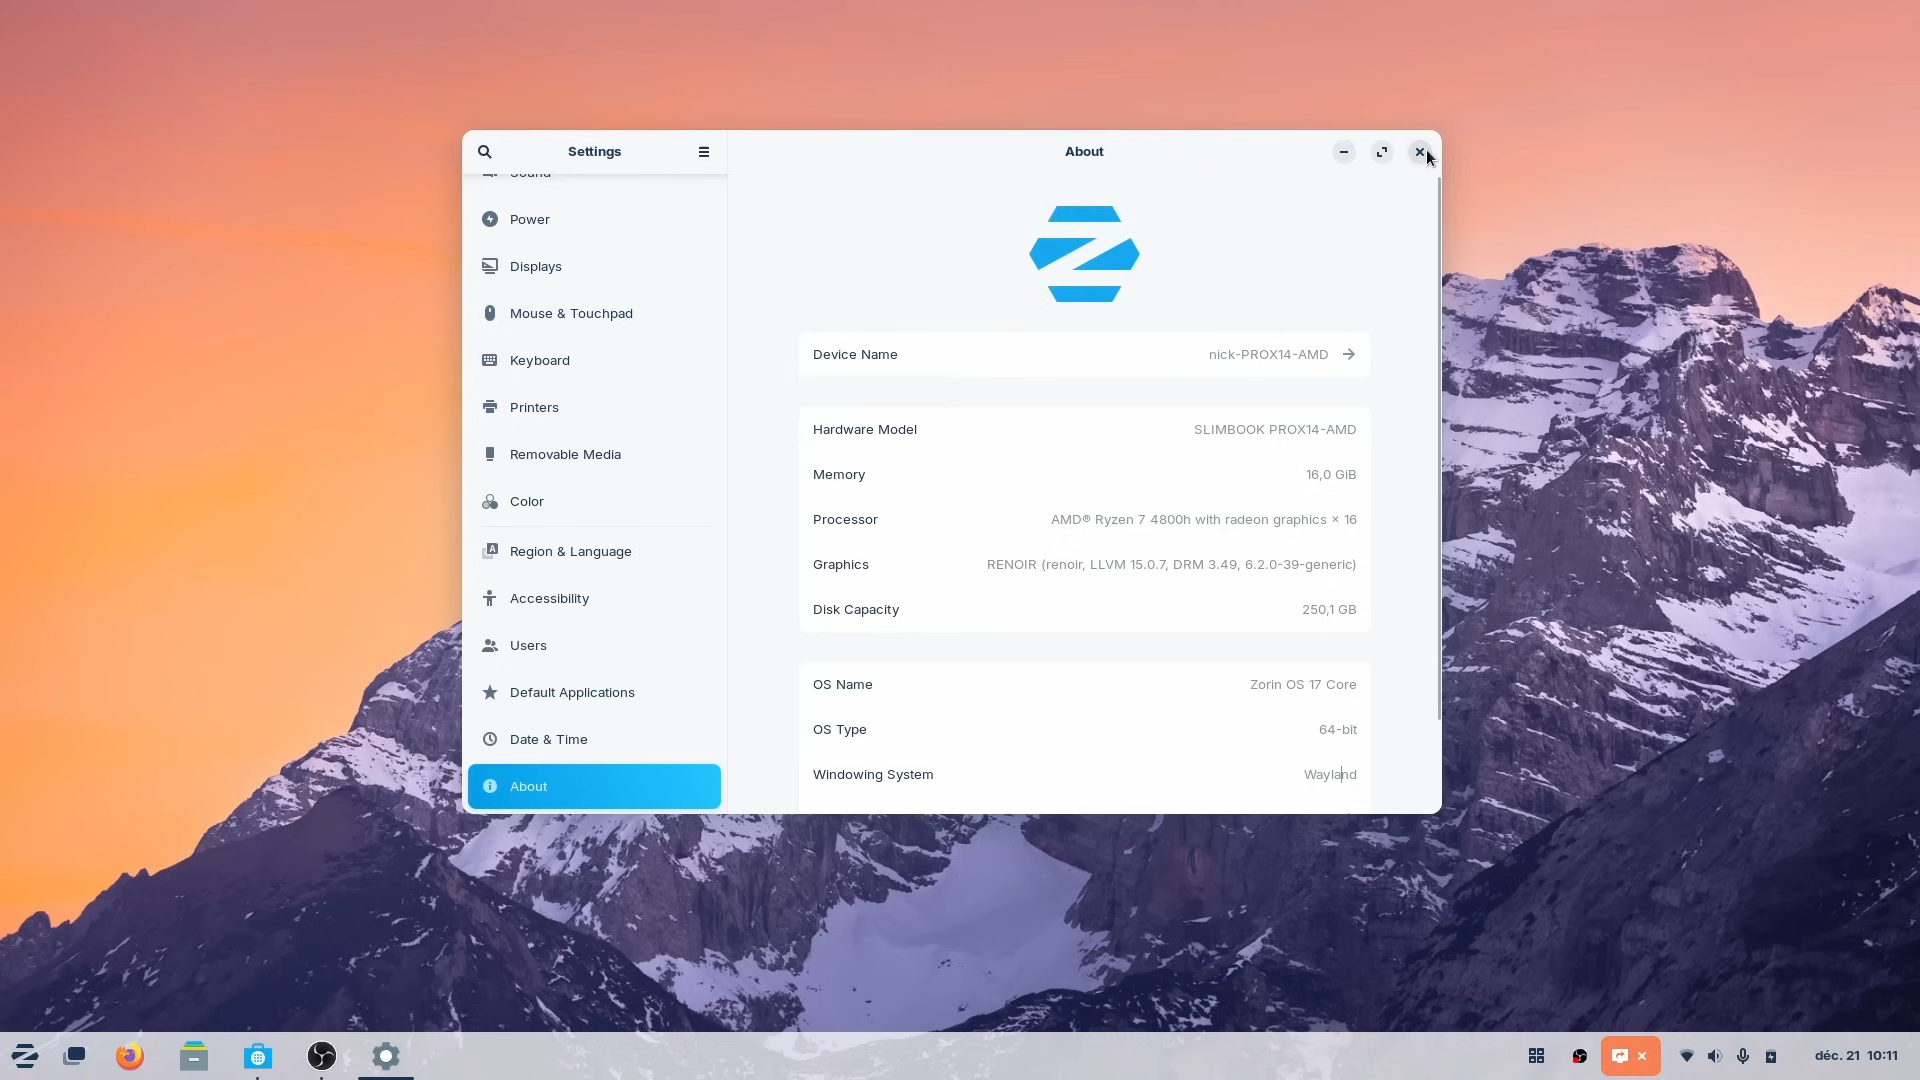 Settings
About
Sound
Power
Displays
Mouse & Touchpad
Keyboard
Printers
Removable Media
Color
Region & Language
Accessibility
Users
Default Applications
Date & Time
About
Device Name nick-PROX14-AMD
Hardware Model SLIMBOOK PROX14-AMD
Memory 16,0 GiB
Processor AMD® Ryzen 7 4800h with radeon graphics × 16
Graphics RENOIR (renoir, LLVM 15.0.7, DRM 3.49, 6.2.0-39-generic)
Disk Capacity 250,1 GB
OS Name Zorin OS 17 Core
OS Type 64-bit
Windowing System Wayland
déc. 21 10:11